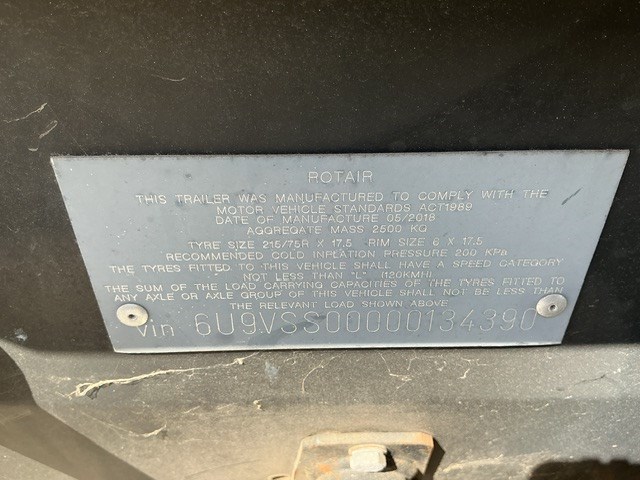 ROTAIR
THIS TRAILER WAS MANUFACTURED TO COMPLY WITH THE
MOTOR VEHICLE STANDARDS ACT1989
DATE OF MANUFACTURE 05/2018
AGGREGATE MASS 2500 KG
TYRE SIZE 215/75R X 17.5 RIM SIZE 6 X 17.5
RECOMMENDED COLD INFLATION PRESSURE 200 KPa
THE TYRES FITTED TO THIS VEHICLE SHALL HAVE A SPEED CATEGORY
NOT LESS THAN "L" (120KMH)
THE SUM OF THE LOAD CARRYING CAPACITIES OF THE TYRES FITTED TO
ANY AXLE OR AXLE GROUP OF THIS VEHICLE SHALL NOT BE LESS THAN
THE RELEVANT LOAD SHOWN ABOVE
Vin 6U9VSS00000134390